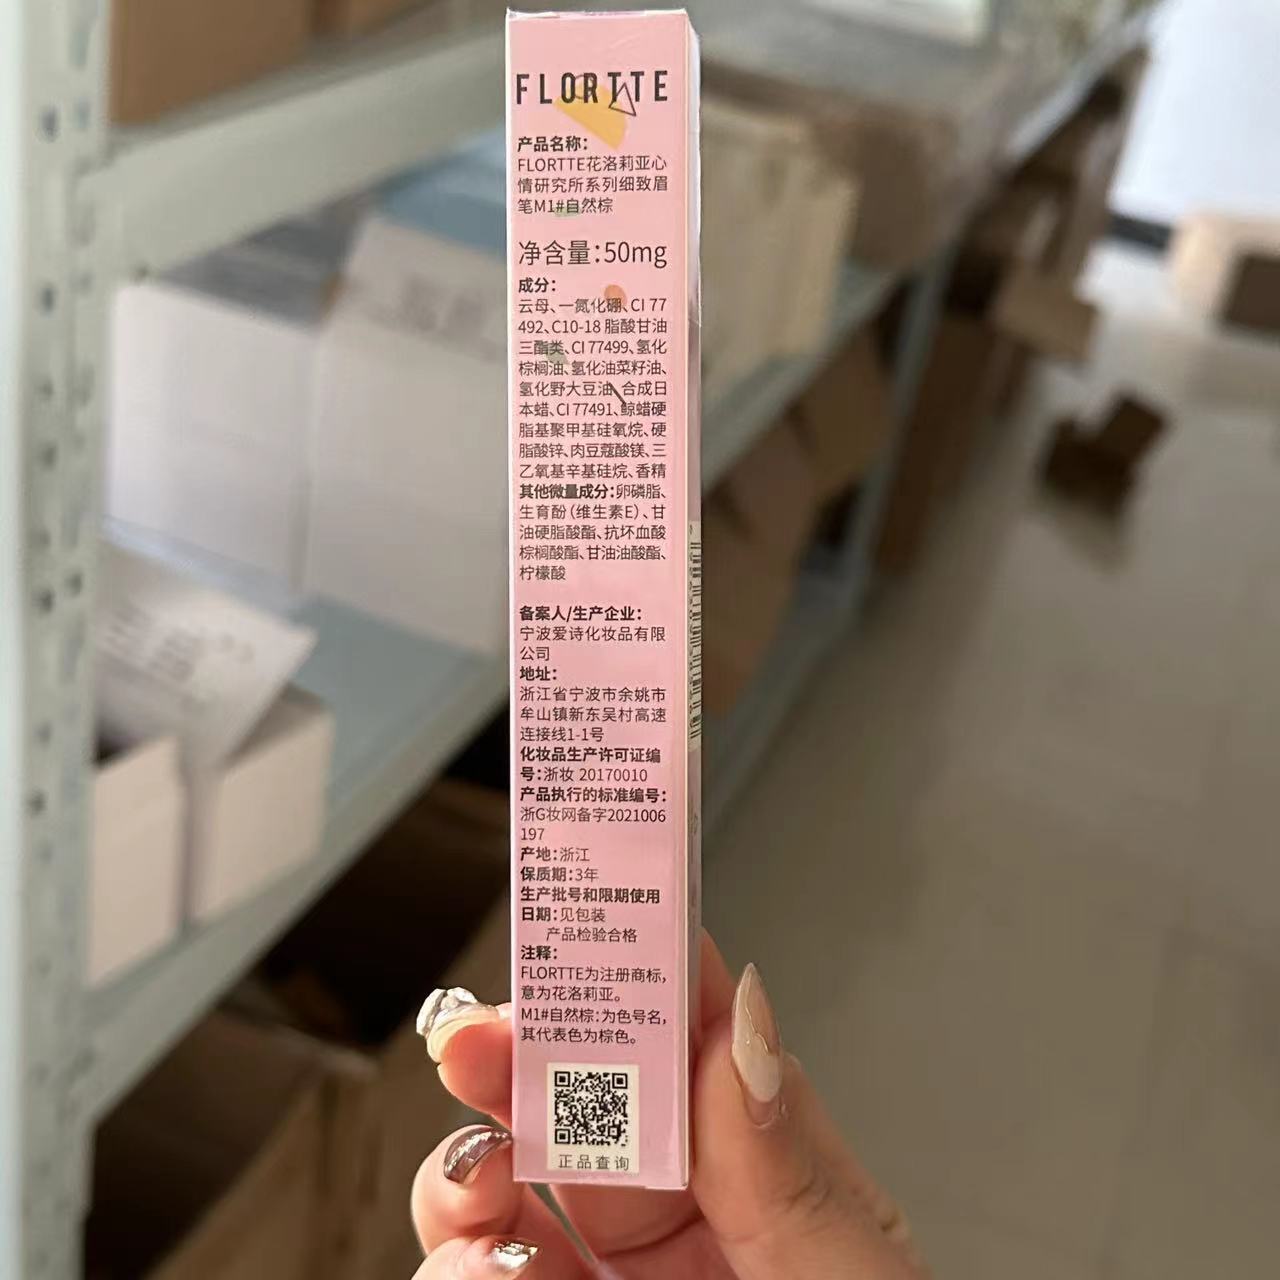 FLORTTE
产品名称：
FLORTTE花洛莉亚心
情研究所系列细致眉
笔M1#自然棕
净含量：50mg
成分：
云母、一氮化硼、CI 77
492、C10-18 脂酸甘油
三酯类、CI 77499、氢化
棕榈油、氢化油菜籽油、
氢化野大豆油、合成日
本蜡、CI 77491、鲸蜡硬
脂基聚甲基硅氧烷、硬
脂酸锌、肉豆蔻酸镁、三
乙氧基辛基硅烷、香精
其他微量成分：卵磷脂、
生育酚（维生素E）、甘
油硬脂酸酯、抗坏血酸
棕榈酸酯、甘油油酸酯、
柠檬酸
备案人/生产企业：
宁波爱诗化妆品有限
公司
地址：
浙江省宁波市余姚市
牟山镇新东吴村高速
连接线1-1号
化妆品生产许可证编
号：浙妆 20170010
产品执行的标准编号：
浙G妆网备字2021006
197
产地：浙江
保质期：3年
生产批号和限期使用
日期：见包装
产品检验合格
注释：
FLORTTE为注册商标，
意为花洛莉亚。
M1#自然棕：为色号名，
其代表色为棕色。
正品查询